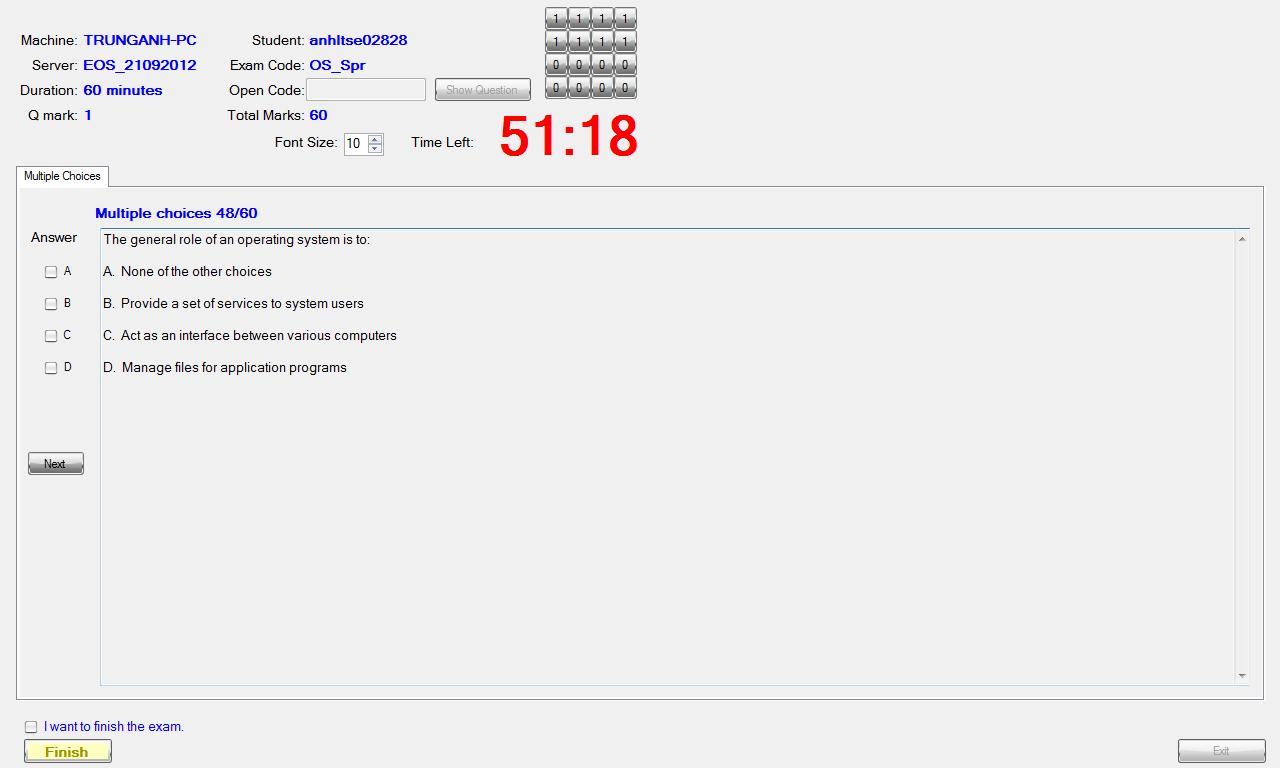 1 1 1 1
Machine: TRUNGANH-PC Student: anhltse02828
1 1 1 1
Server: EOS_21092012 Exam Code: OS_Spr
0 0 0 0
Duration: 60 minutes Open Code: Show Question
0 0 0 0
Q mark: 1 Total Marks: 60
Font Size: 10 Time Left: 51:18
Multiple Choices
Multiple choices 48/60
Answer
The general role of an operating system is to:
A A. None of the other choices
B B. Provide a set of services to system users
C C. Act as an interface between various computers
D D. Manage files for application programs
Next
I want to finish the exam.
Finish
Exit